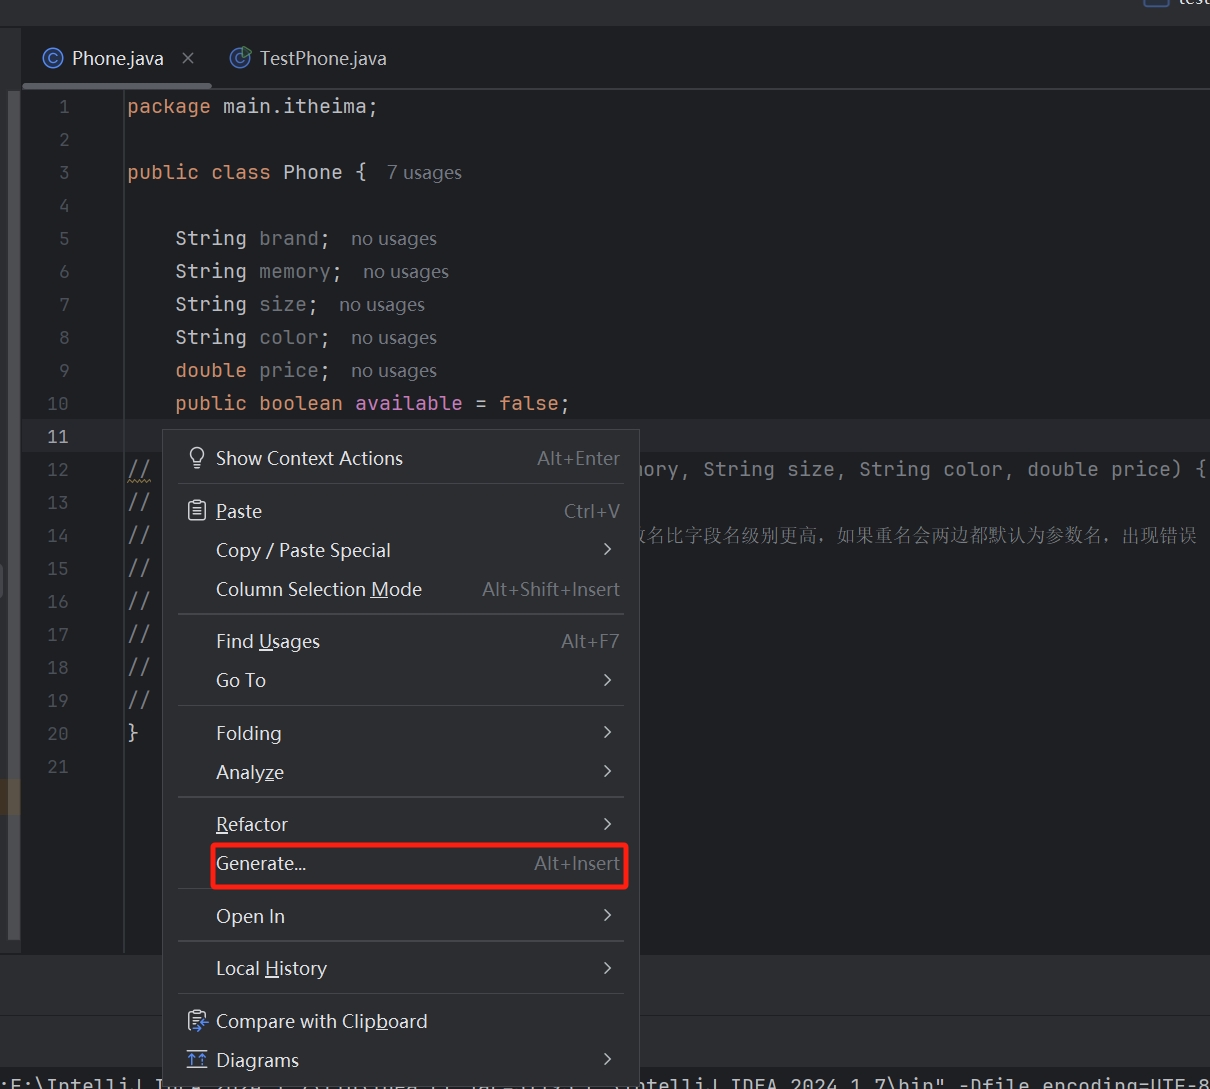 test
Phone.java
TestPhone.java
1 package main.itheima;
2
3 public class Phone { 7 usages
4
5 String brand; no usages
6 String memory; no usages
7 String size; no usages
8 String color; no usages
9 double price; no usages
10 public boolean available = false;
11
12 // ory, String size, String color, double price) {
13 //
14 // 数名比字段名级别更高，如果重名会两边都默认为参数名，出现错误
15 //
16 //
17 //
18 //
19 //
20 }
21
Show Context Actions Alt+Enter
Paste Ctrl+V
Copy / Paste Special
Column Selection Mode Alt+Shift+Insert
Find Usages Alt+F7
Go To
Folding
Analyze
Refactor
Generate... Alt+Insert
Open In
Local History
Compare with Clipboard
Diagrams
IntelliJ IDEA 2024.1.7\bin" -Dfile.encoding=UTF-8